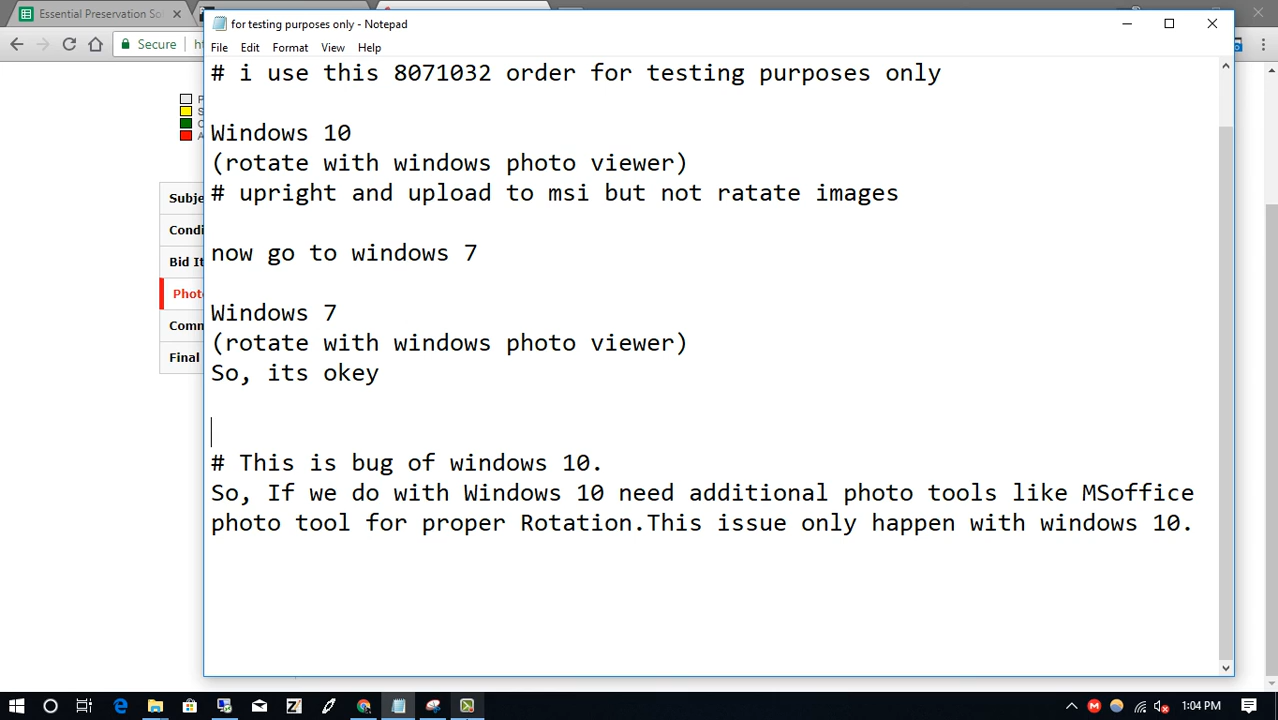 Essential Preservation Sol
for testing purposes only - Notepad
Secure
File Edit Format View Help
# i use this 8071032 order for testing purposes only
Windows 10
(rotate with windows photo viewer)
# upright and upload to msi but not ratate images
Subje
Condi
now go to windows 7
Bid It
Phot
Windows 7
Comm
(rotate with windows photo viewer)
Final
So, its okey
# This is bug of windows 10.
So, If we do with Windows 10 need additional photo tools like MSoffice
photo tool for proper Rotation.This issue only happen with windows 10.
1:04 PM